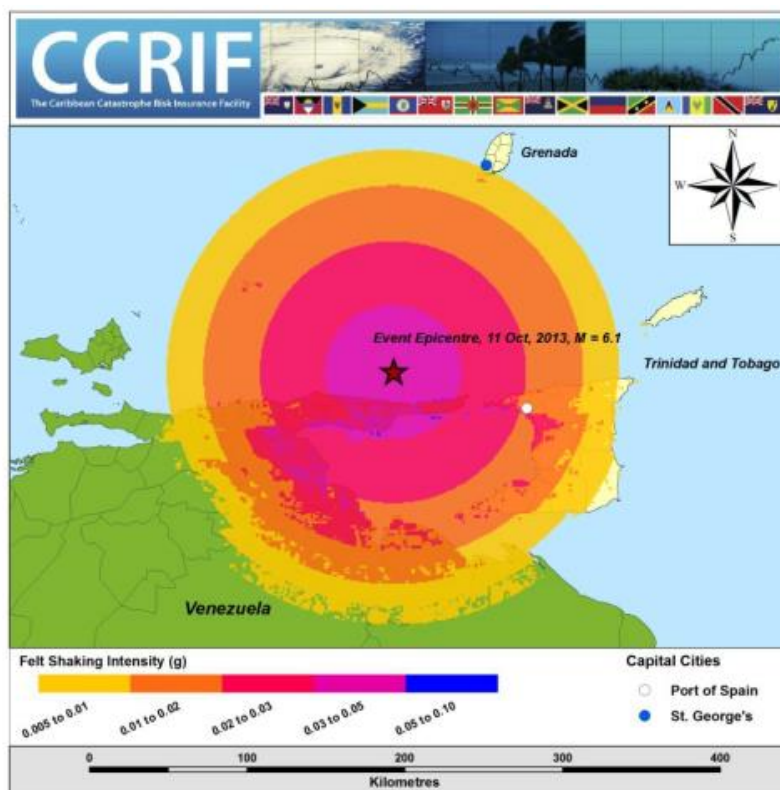 CCRIF
The Caribbean Catastrophe Risk Insurance Facility
Grenada
N
W
S
Event Epicentre, 11 Oct, 2013, M = 6.1
Trinidad and Tobago
Venezuela
Felt Shaking Intensity (g)
0.005 to 0.01
0.01 to 0.02
0.02 to 0.03
0.03 to 0.05
0.05 to 0.10
Capital Cities
Port of Spain
St. George's
0 100 200 300 400
Kilometres